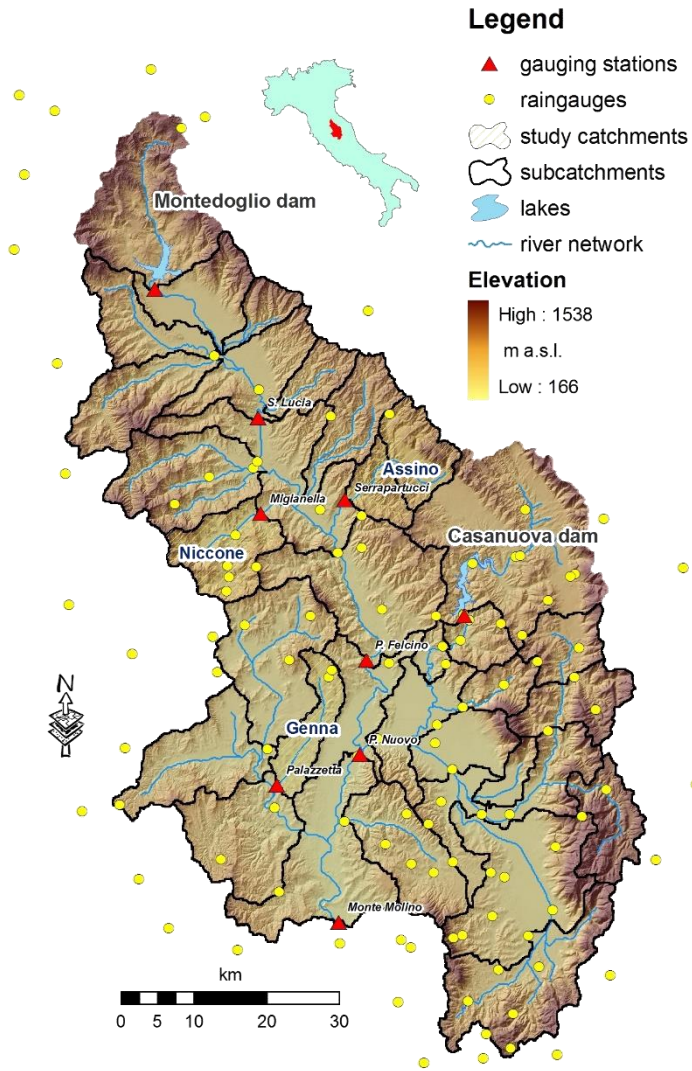 Legend
gauging stations
raingauges
study catchments
subcatchments
lakes
river network
Elevation
High : 1538
m a.s.l.
Low : 166
Montedoglio dam
S. Lucia
Assino
Serrapartucci
Migianella
Casanuova dam
Niccone
P. Felcino
N
Genna
P. Nuovo
Palazzetta
Monte Molino
km
0 5 10 20 30